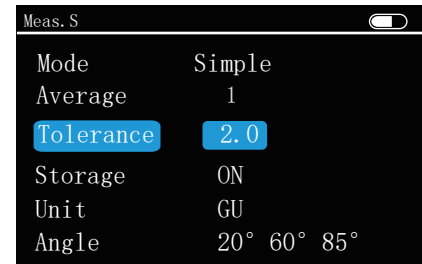 Meas.S
Mode Simple
Average 1
Tolerance 2.0
Storage ON
Unit GU
Angle 20° 60° 85°